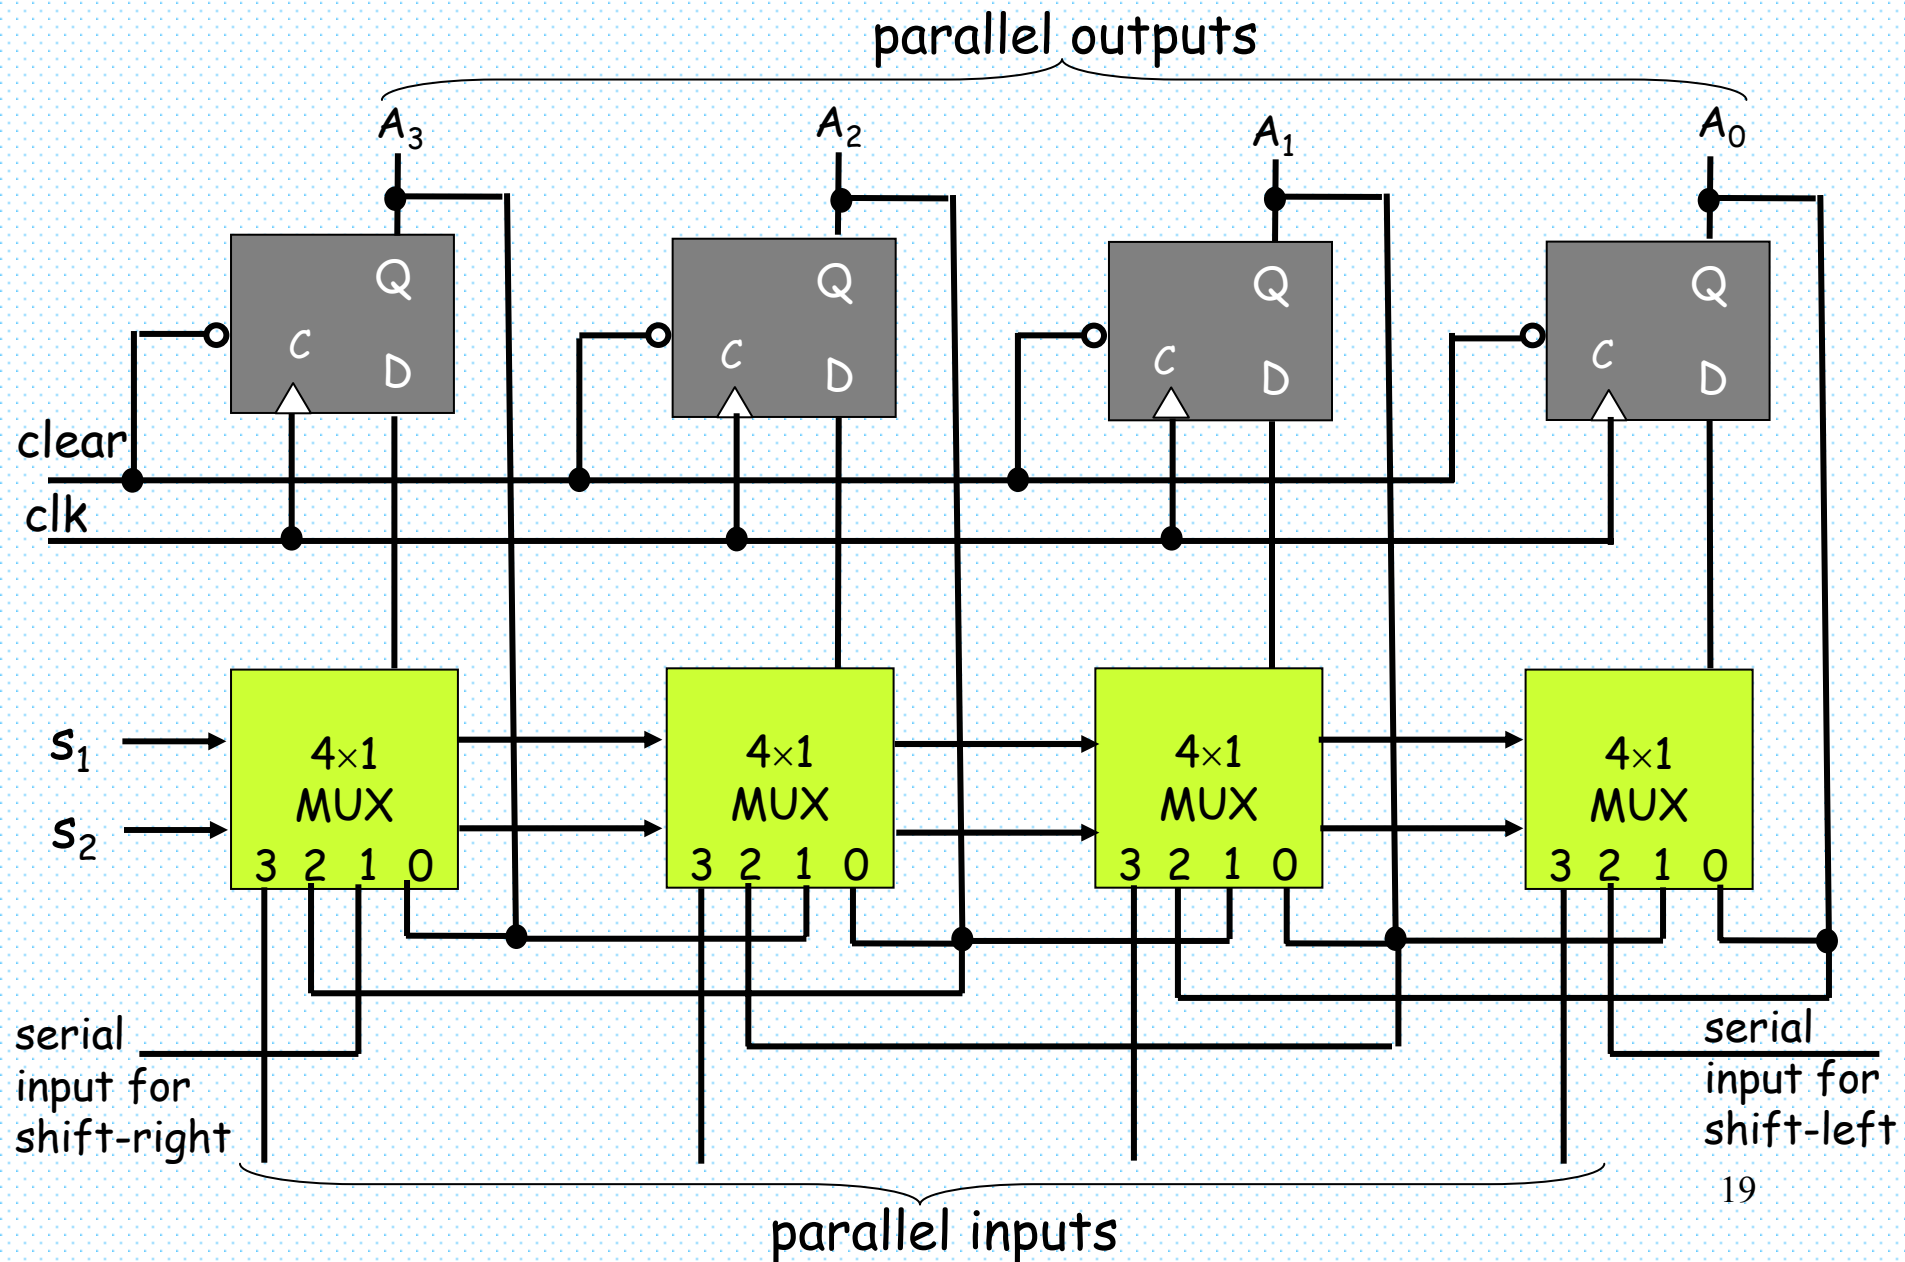 parallel outputs
A3 A2 A1 A0
Q Q Q Q
C D C D C D C D
clear
clk
s1
s2
4×1 4×1 4×1 4×1
MUX MUX MUX MUX
3 2 1 0 3 2 1 0 3 2 1 0 3 2 1 0
serial
input for
shift-right
serial
input for
shift-left
19
parallel inputs